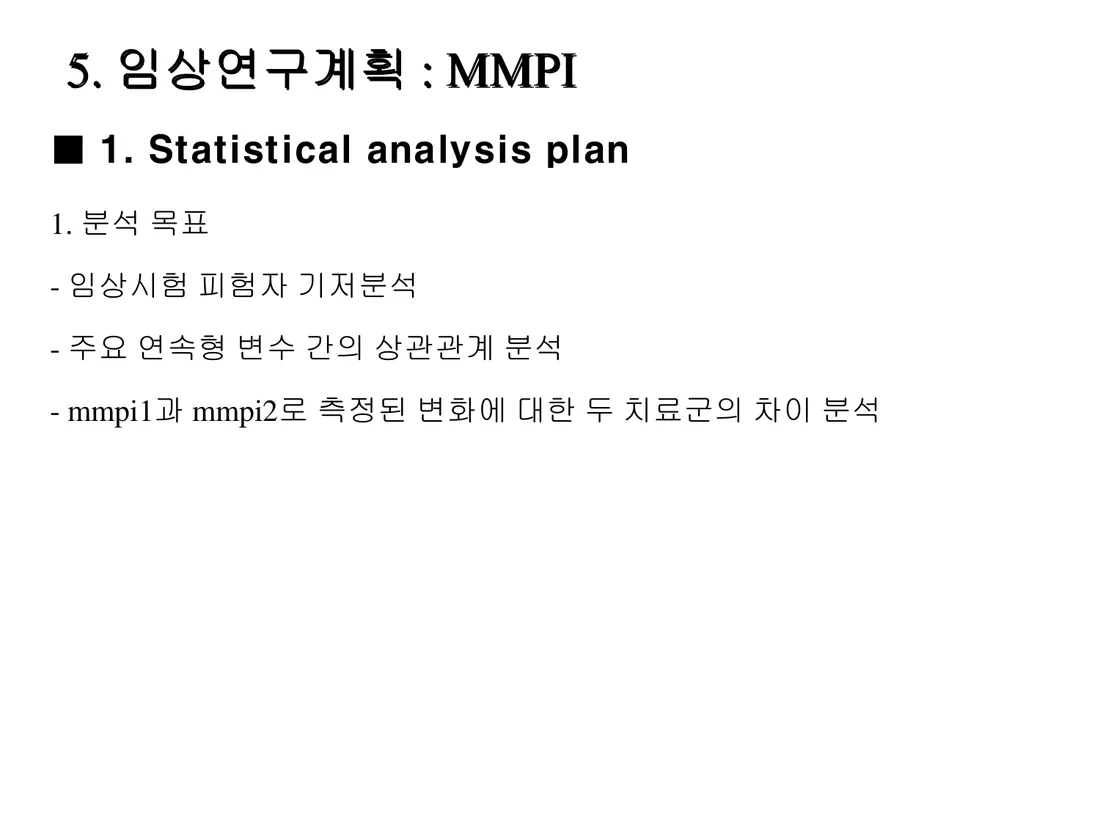 5. 임상연구계획 : MMPI
■ 1. Statistical analysis plan
1. 분석 목표
- 임상시험 피험자 기저분석
- 주요 연속형 변수 간의 상관관계 분석
- mmpi1과 mmpi2로 측정된 변화에 대한 두 치료군의 차이 분석